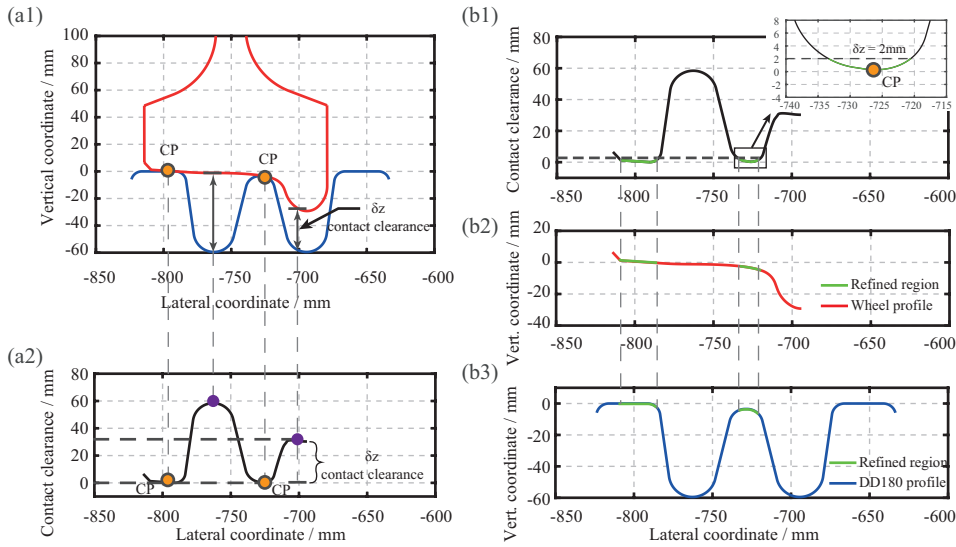 (a1)
Vertical coordinate / mm
100
80
60
40
20
0
-20
-40
-60
CP
CP
δz
contact clearance
-850
-800
-750
-700
-650
-600
Lateral coordinate / mm
(a2)
Contact clearance / mm
80
60
40
20
0
CP
CP
δz
contact clearance
-850
-800
-750
-700
-650
-600
Lateral coordinate / mm
(b1)
Contact clearance / mm
80
60
40
20
0
-20
-850
-800
-750
-700
-650
-600
8
6
4
2
0
-2
4
δz = 2mm
CP
-740
-735
-730
-725
-720
-715
(b2)
Vert. coordinate / mm
20
0
-20
-40
Refined region
Wheel profile
-850
-800
-750
-700
-650
-600
(b3)
Vert. coordinate / mm
0
-20
-40
-60
Refined region
DD180 profile
-850
-800
-750
-700
-650
-600
Lateral coordinate / mm